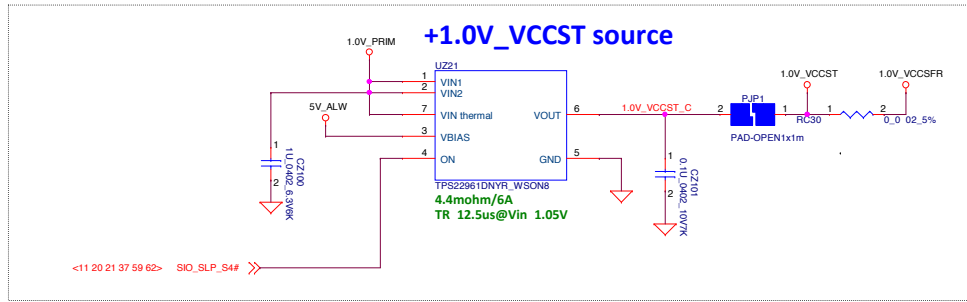 +1.0V_VCCST source
1.0V_PRIM
UZ21
1
VIN1
2
VIN2
7
VIN thermal
VOUT
6
5V_ALW
3
VBIAS
4
ON
GND
5
TPS22961DNYR_WSON8
4.4mohm/6A
TR 12.5us@Vin 1.05V
1
2
CZ100
1U_0402_6.3V6K
1.0V_VCCST_C
1
2
CZ101
0.1U_0402_10V7K
2
PJP1
1
PAD-OPEN1x1m
1.0V_VCCST
1.0V_VCCSFR
1
RC30
2
0_0 02_5%
<11 20 21 37 59 62>
SIO_SLP_S4#